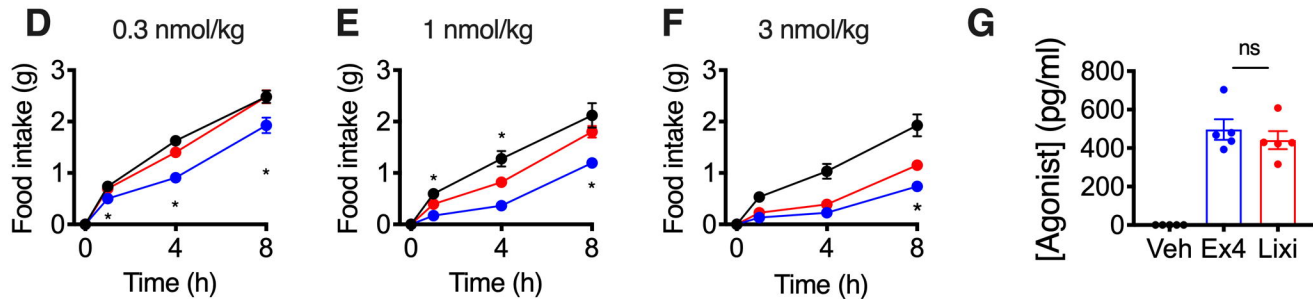 D 0.3 nmol/kg
Food intake (g)
3
2
1
0
*
*
*
0 4 8
Time (h)
E 1 nmol/kg
Food intake (g)
3
2
1
0
*
*
*
0 4 8
Time (h)
F 3 nmol/kg
Food intake (g)
3
2
1
0
*
0 4 8
Time (h)
G
ns
[Agonist] (pg/ml)
800
600
400
200
0
Veh Ex4 Lixi